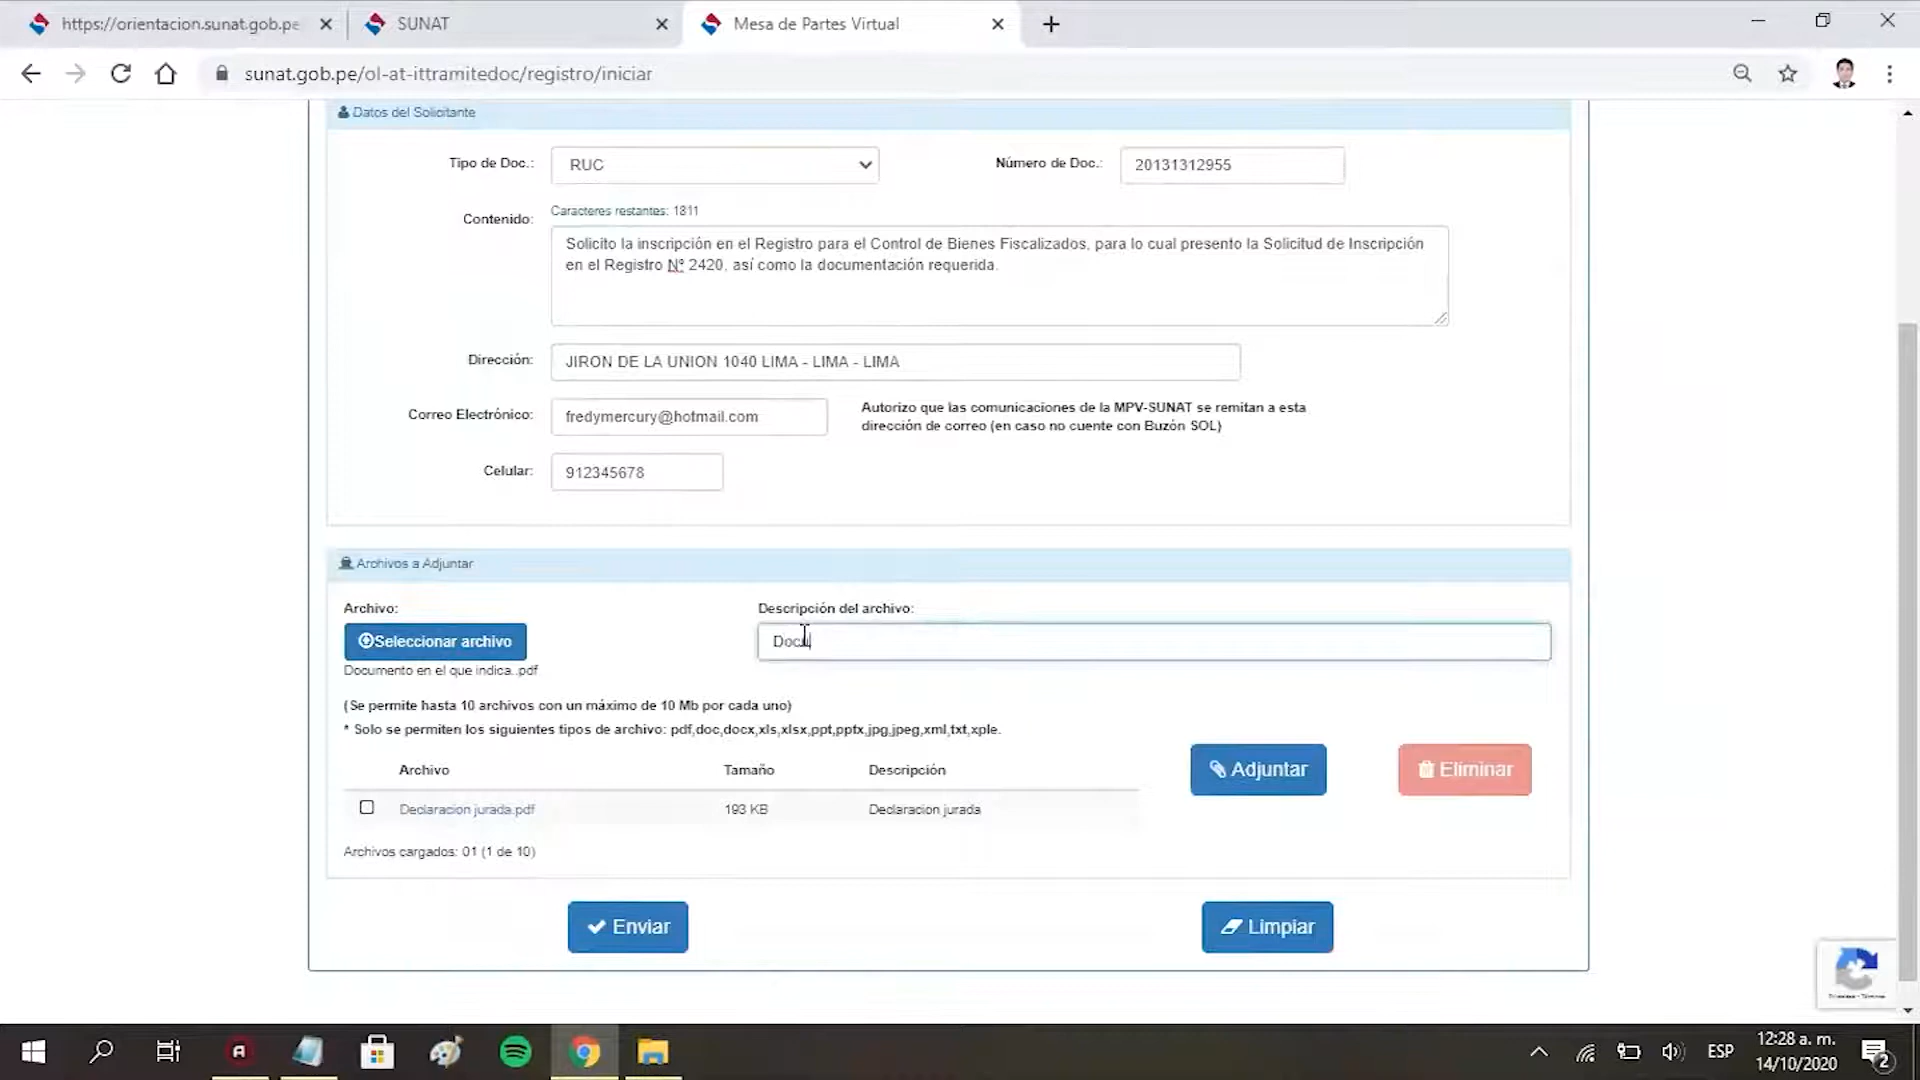 https://orientacion.sunat.gob.pe
SUNAT
Mesa de Partes Virtual
sunat.gob.pe/ol-at-ittramitedoc/registro/iniciar
Datos del Solicitante
Tipo de Doc.:
RUC
Número de Doc.:
20131312955
Contenido:
Caracteres restantes: 1811
Solicito la inscripción en el Registro para el Control de Bienes Fiscalizados, para lo cual presento la Solicitud de Inscripción
en el Registro Nº 2420, así como la documentación requerida.
Dirección:
JIRON DE LA UNION 1040 LIMA - LIMA - LIMA
Correo Electrónico:
fredymercury@hotmail.com
Autorizo que las comunicaciones de la MPV-SUNAT se remitan a esta
dirección de correo (en caso no cuente con Buzón SOL)
Celular:
912345678
Archivos a Adjuntar
Archivo:
Descripción del archivo:
Seleccionar archivo
Docu
Documento en el que indica..pdf
(Se permite hasta 10 archivos con un máximo de 10 Mb por cada uno)
* Solo se permiten los siguientes tipos de archivo: pdf,doc,docx,xls,xlsx,ppt,pptx,jpg,jpeg,xml,txt,xple.
Archivo
Tamaño
Descripción
Adjuntar
Eliminar
Declaracion jurada.pdf
193 KB
Declaracion jurada
Archivos cargados: 01 (1 de 10)
Enviar
Limpiar
ESP
12:28 a. m.
14/10/2020
2